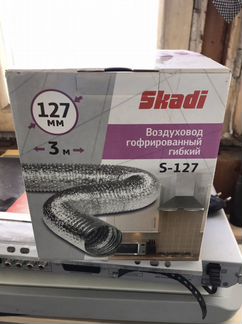 127
мм
3 м
Skadi
Воздуховод
гофрированный
гибкий
S-127